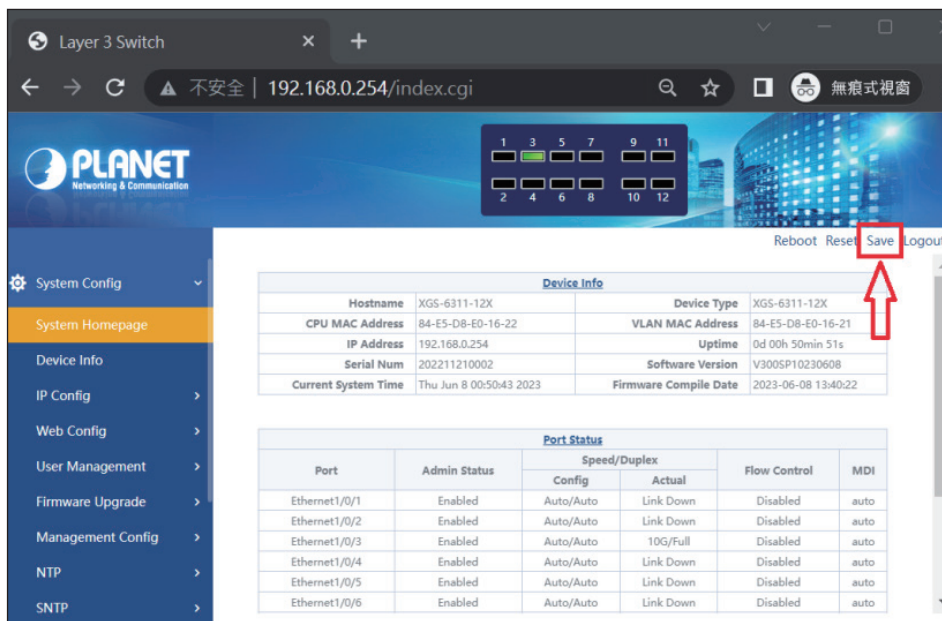 Layer 3 Switch
不安全 | 192.168.0.254/index.cgi 無痕式視窗
1 3 5 7 9 11
PLANET
Networking & Communication
2 4 6 8 10 12
Reboot Reset Save Logout
System Config
System Homepage
Device Info
IP Config
Web Config
User Management
Firmware Upgrade
Management Config
NTP
SNTP
Device Info
Hostname XGS-6311-12X Device Type XGS-6311-12X
CPU MAC Address 84-E5-D8-E0-16-22 VLAN MAC Address 84-E5-D8-E0-16-21
IP Address 192.168.0.254 Uptime 0d 00h 50min 51s
Serial Num 202211210002 Software Version V300SP10230608
Current System Time Thu Jun 8 00:50:43 2023 Firmware Compile Date 2023-06-08 13:40:22
Port Status
Port Admin Status Speed/Duplex Flow Control MDI
Config Actual
Ethernet1/0/1 Enabled Auto/Auto Link Down Disabled auto
Ethernet1/0/2 Enabled Auto/Auto Link Down Disabled auto
Ethernet1/0/3 Enabled Auto/Auto 10G/Full Disabled auto
Ethernet1/0/4 Enabled Auto/Auto Link Down Disabled auto
Ethernet1/0/5 Enabled Auto/Auto Link Down Disabled auto
Ethernet1/0/6 Enabled Auto/Auto Link Down Disabled auto